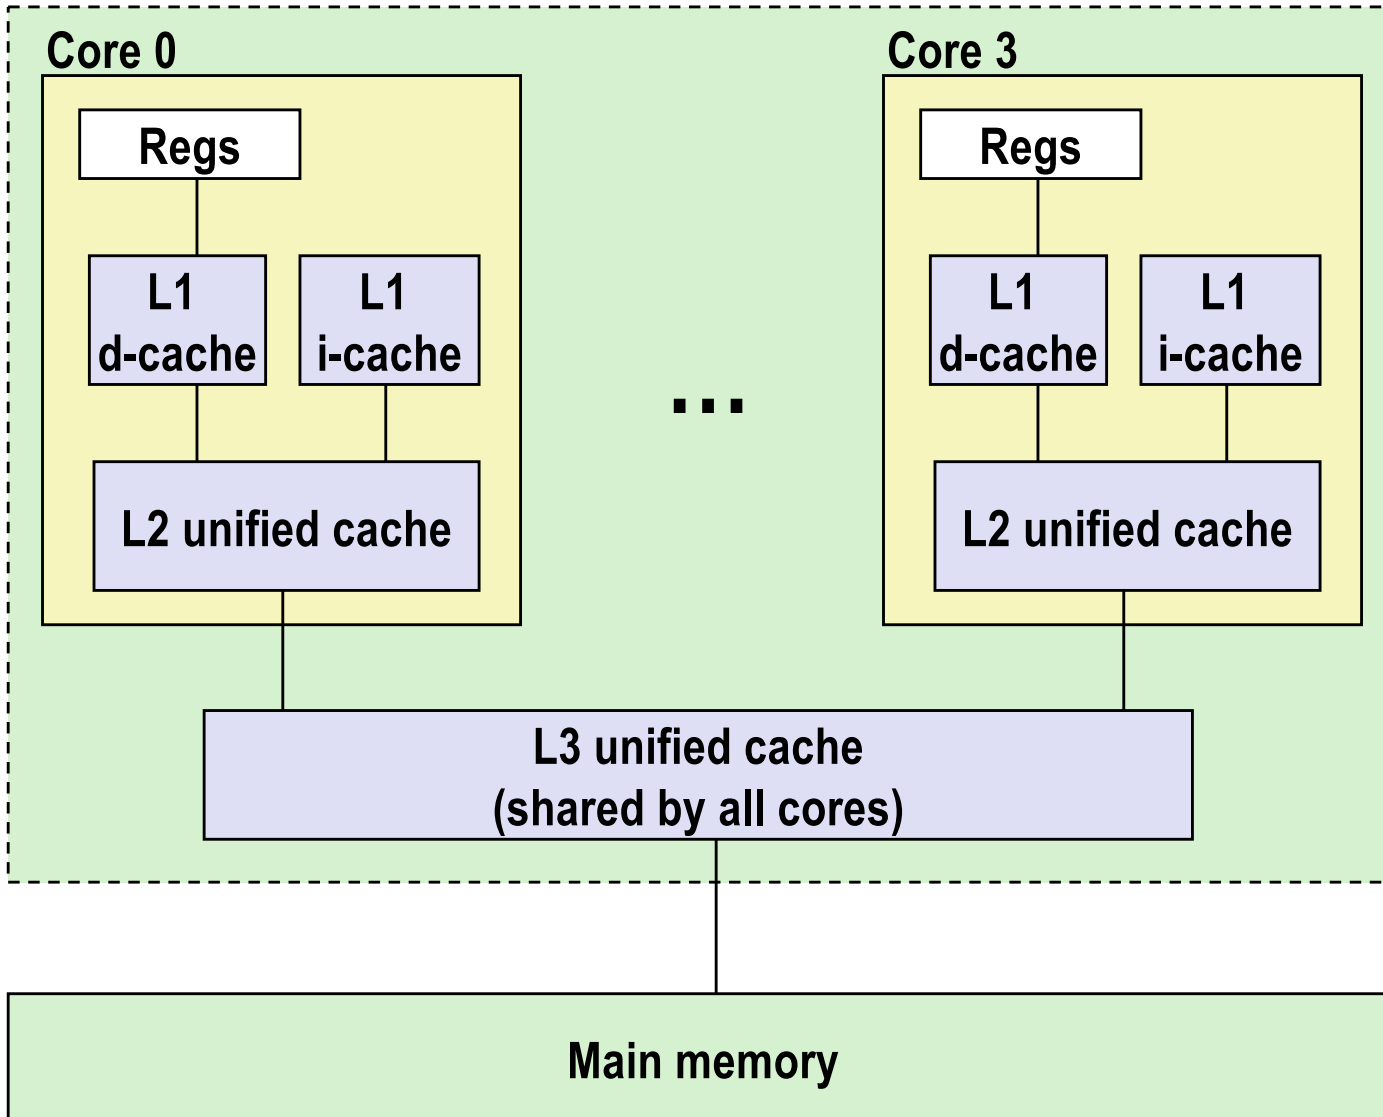 Core 0
Regs
L1
d-cache
L1
i-cache
L2 unified cache
...
Core 3
Regs
L1
d-cache
L1
i-cache
L2 unified cache
L3 unified cache
(shared by all cores)
Main memory